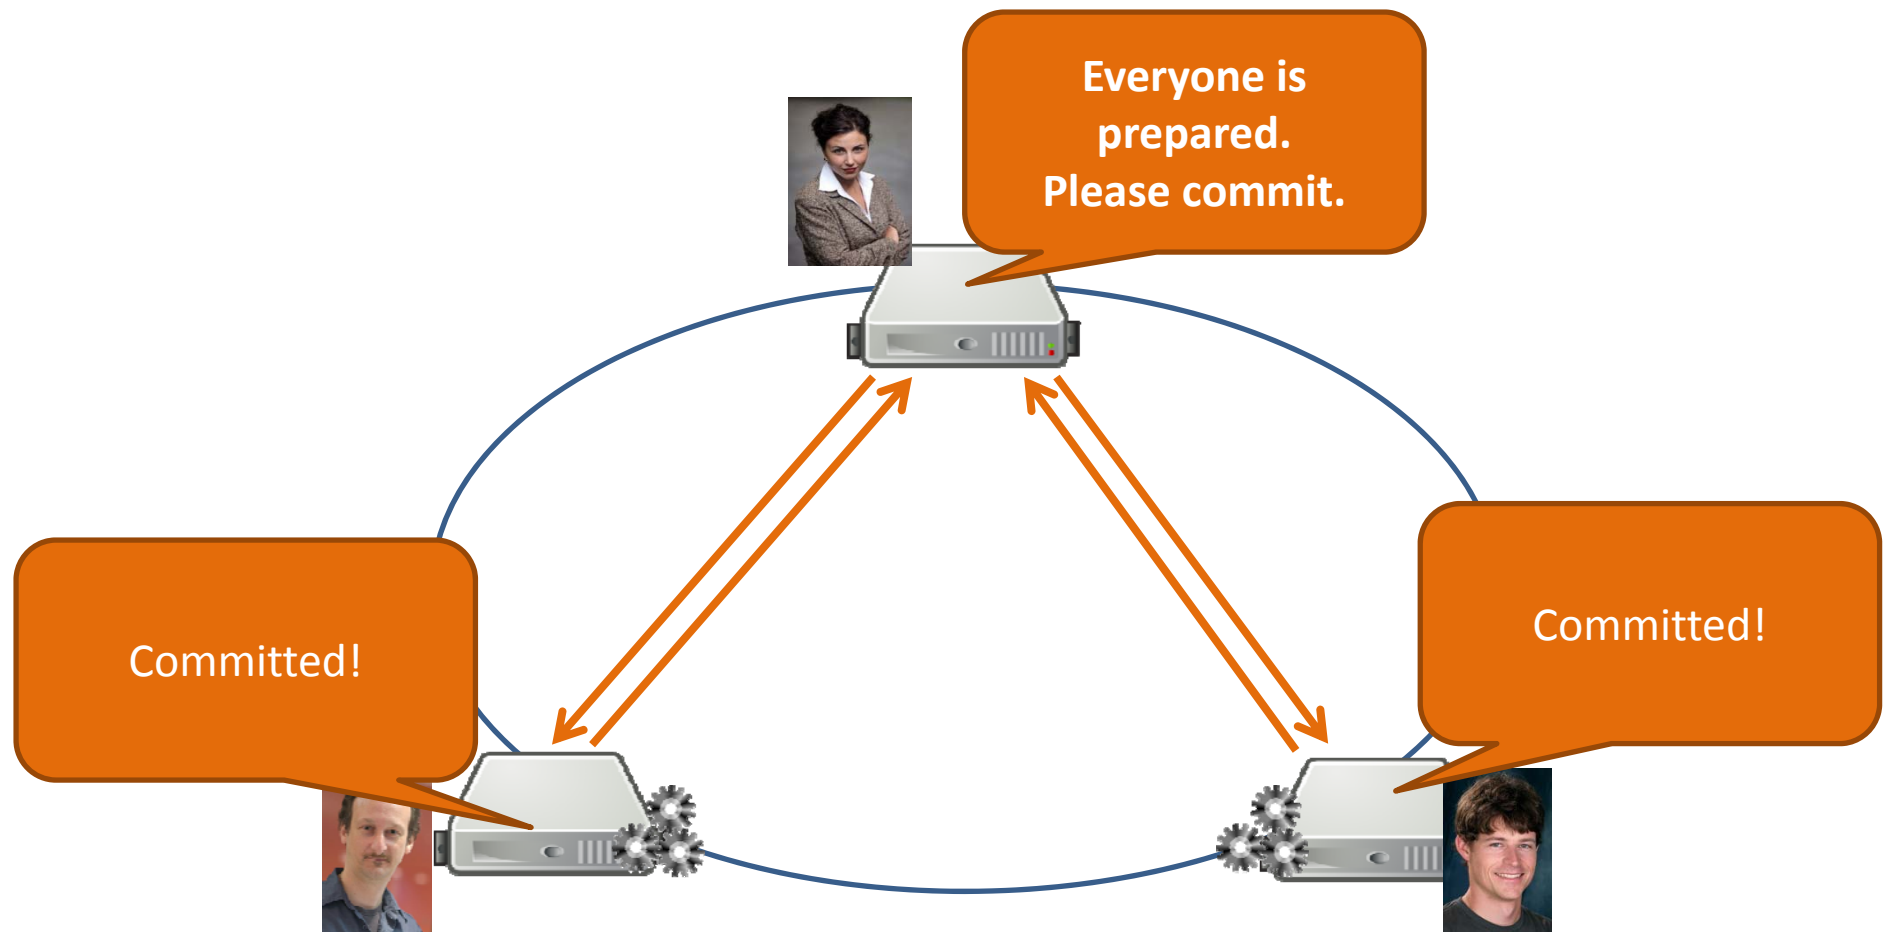 Everyone is
prepared.
Please commit.
Committed!
Committed!